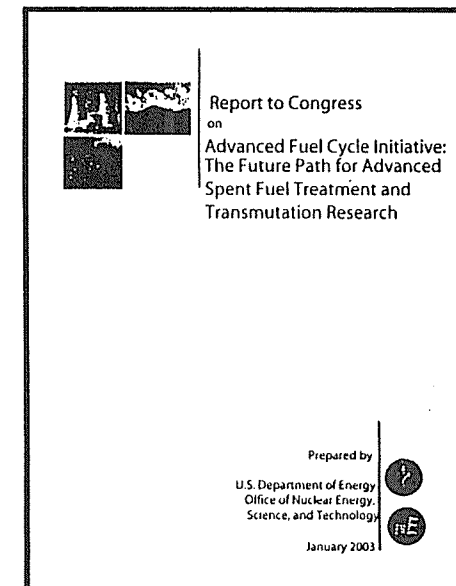 Report to Congress
on
Advanced Fuel Cycle Initiative:
The Future Path for Advanced
Spent Fuel Treatment and
Transmutation Research
Prepared by
U.S. Department of Energy
Office of Nuclear Energy,
Science, and Technology
January 2003